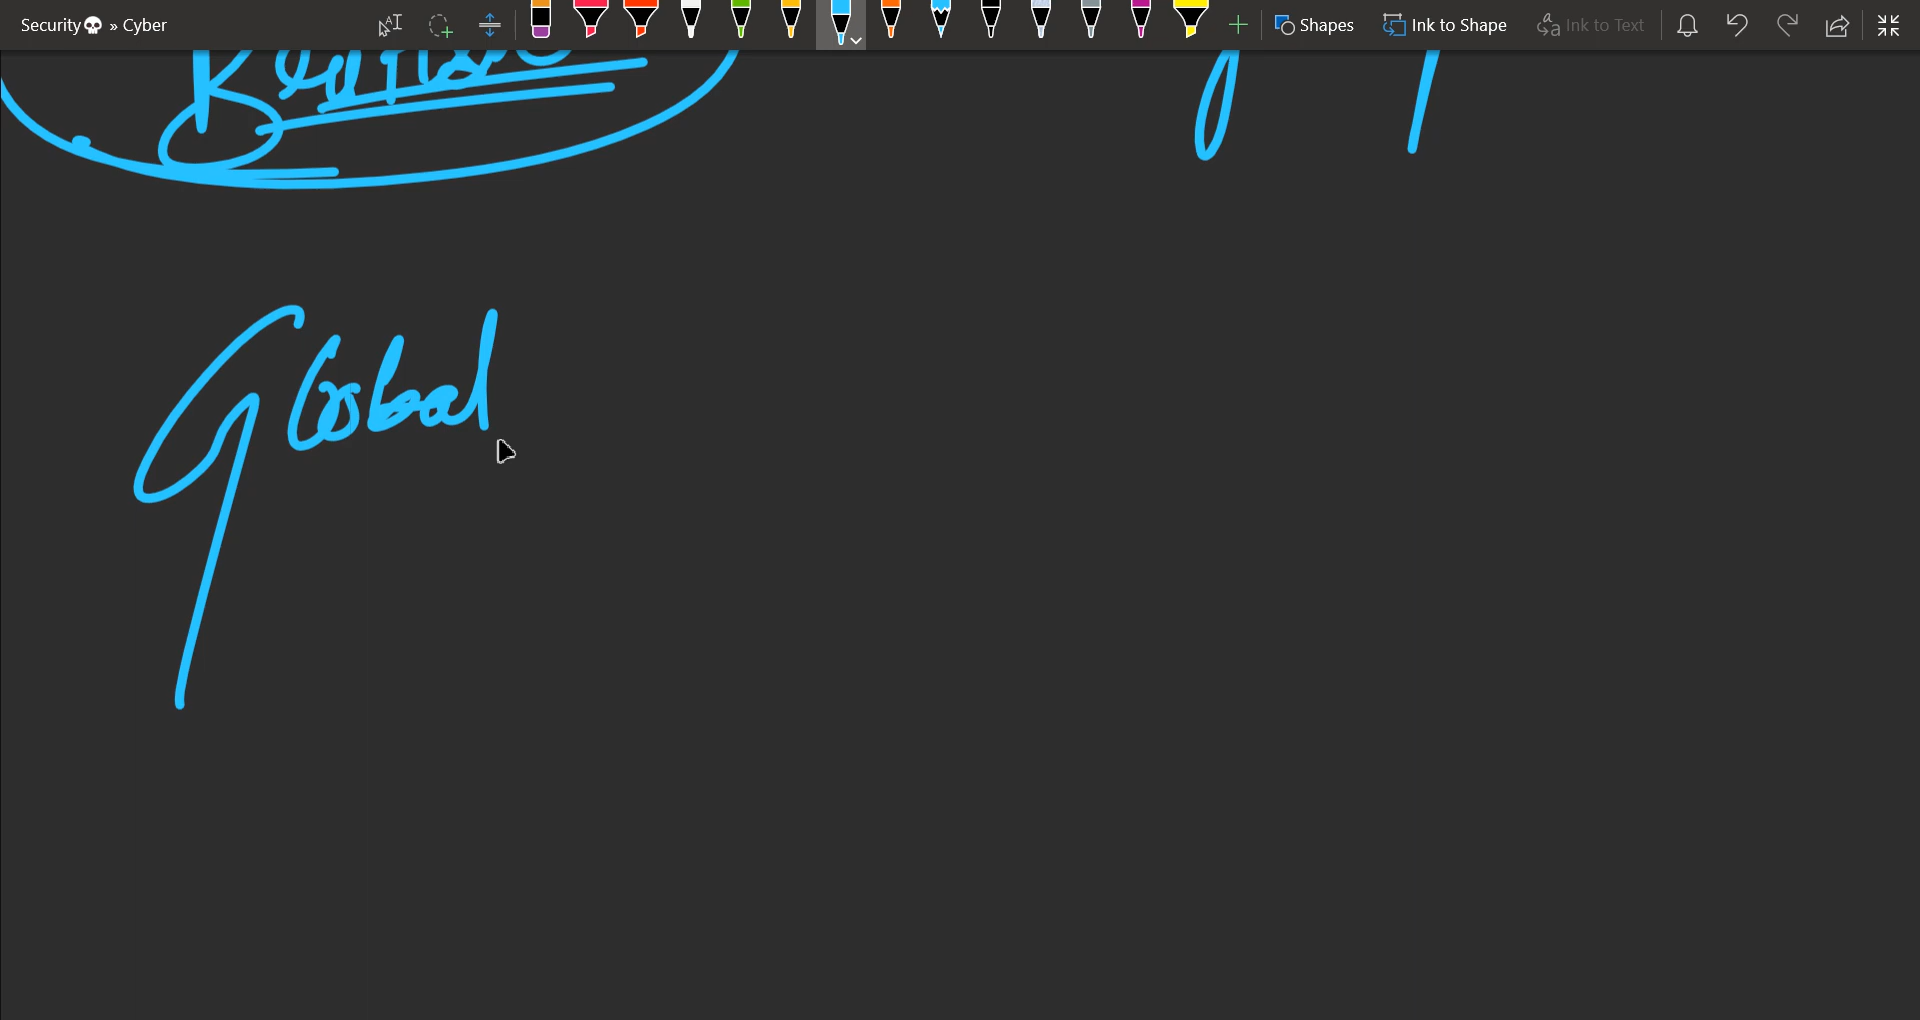 Security💀 » Cyber Shapes Ink to Shape Ink to Text
Global